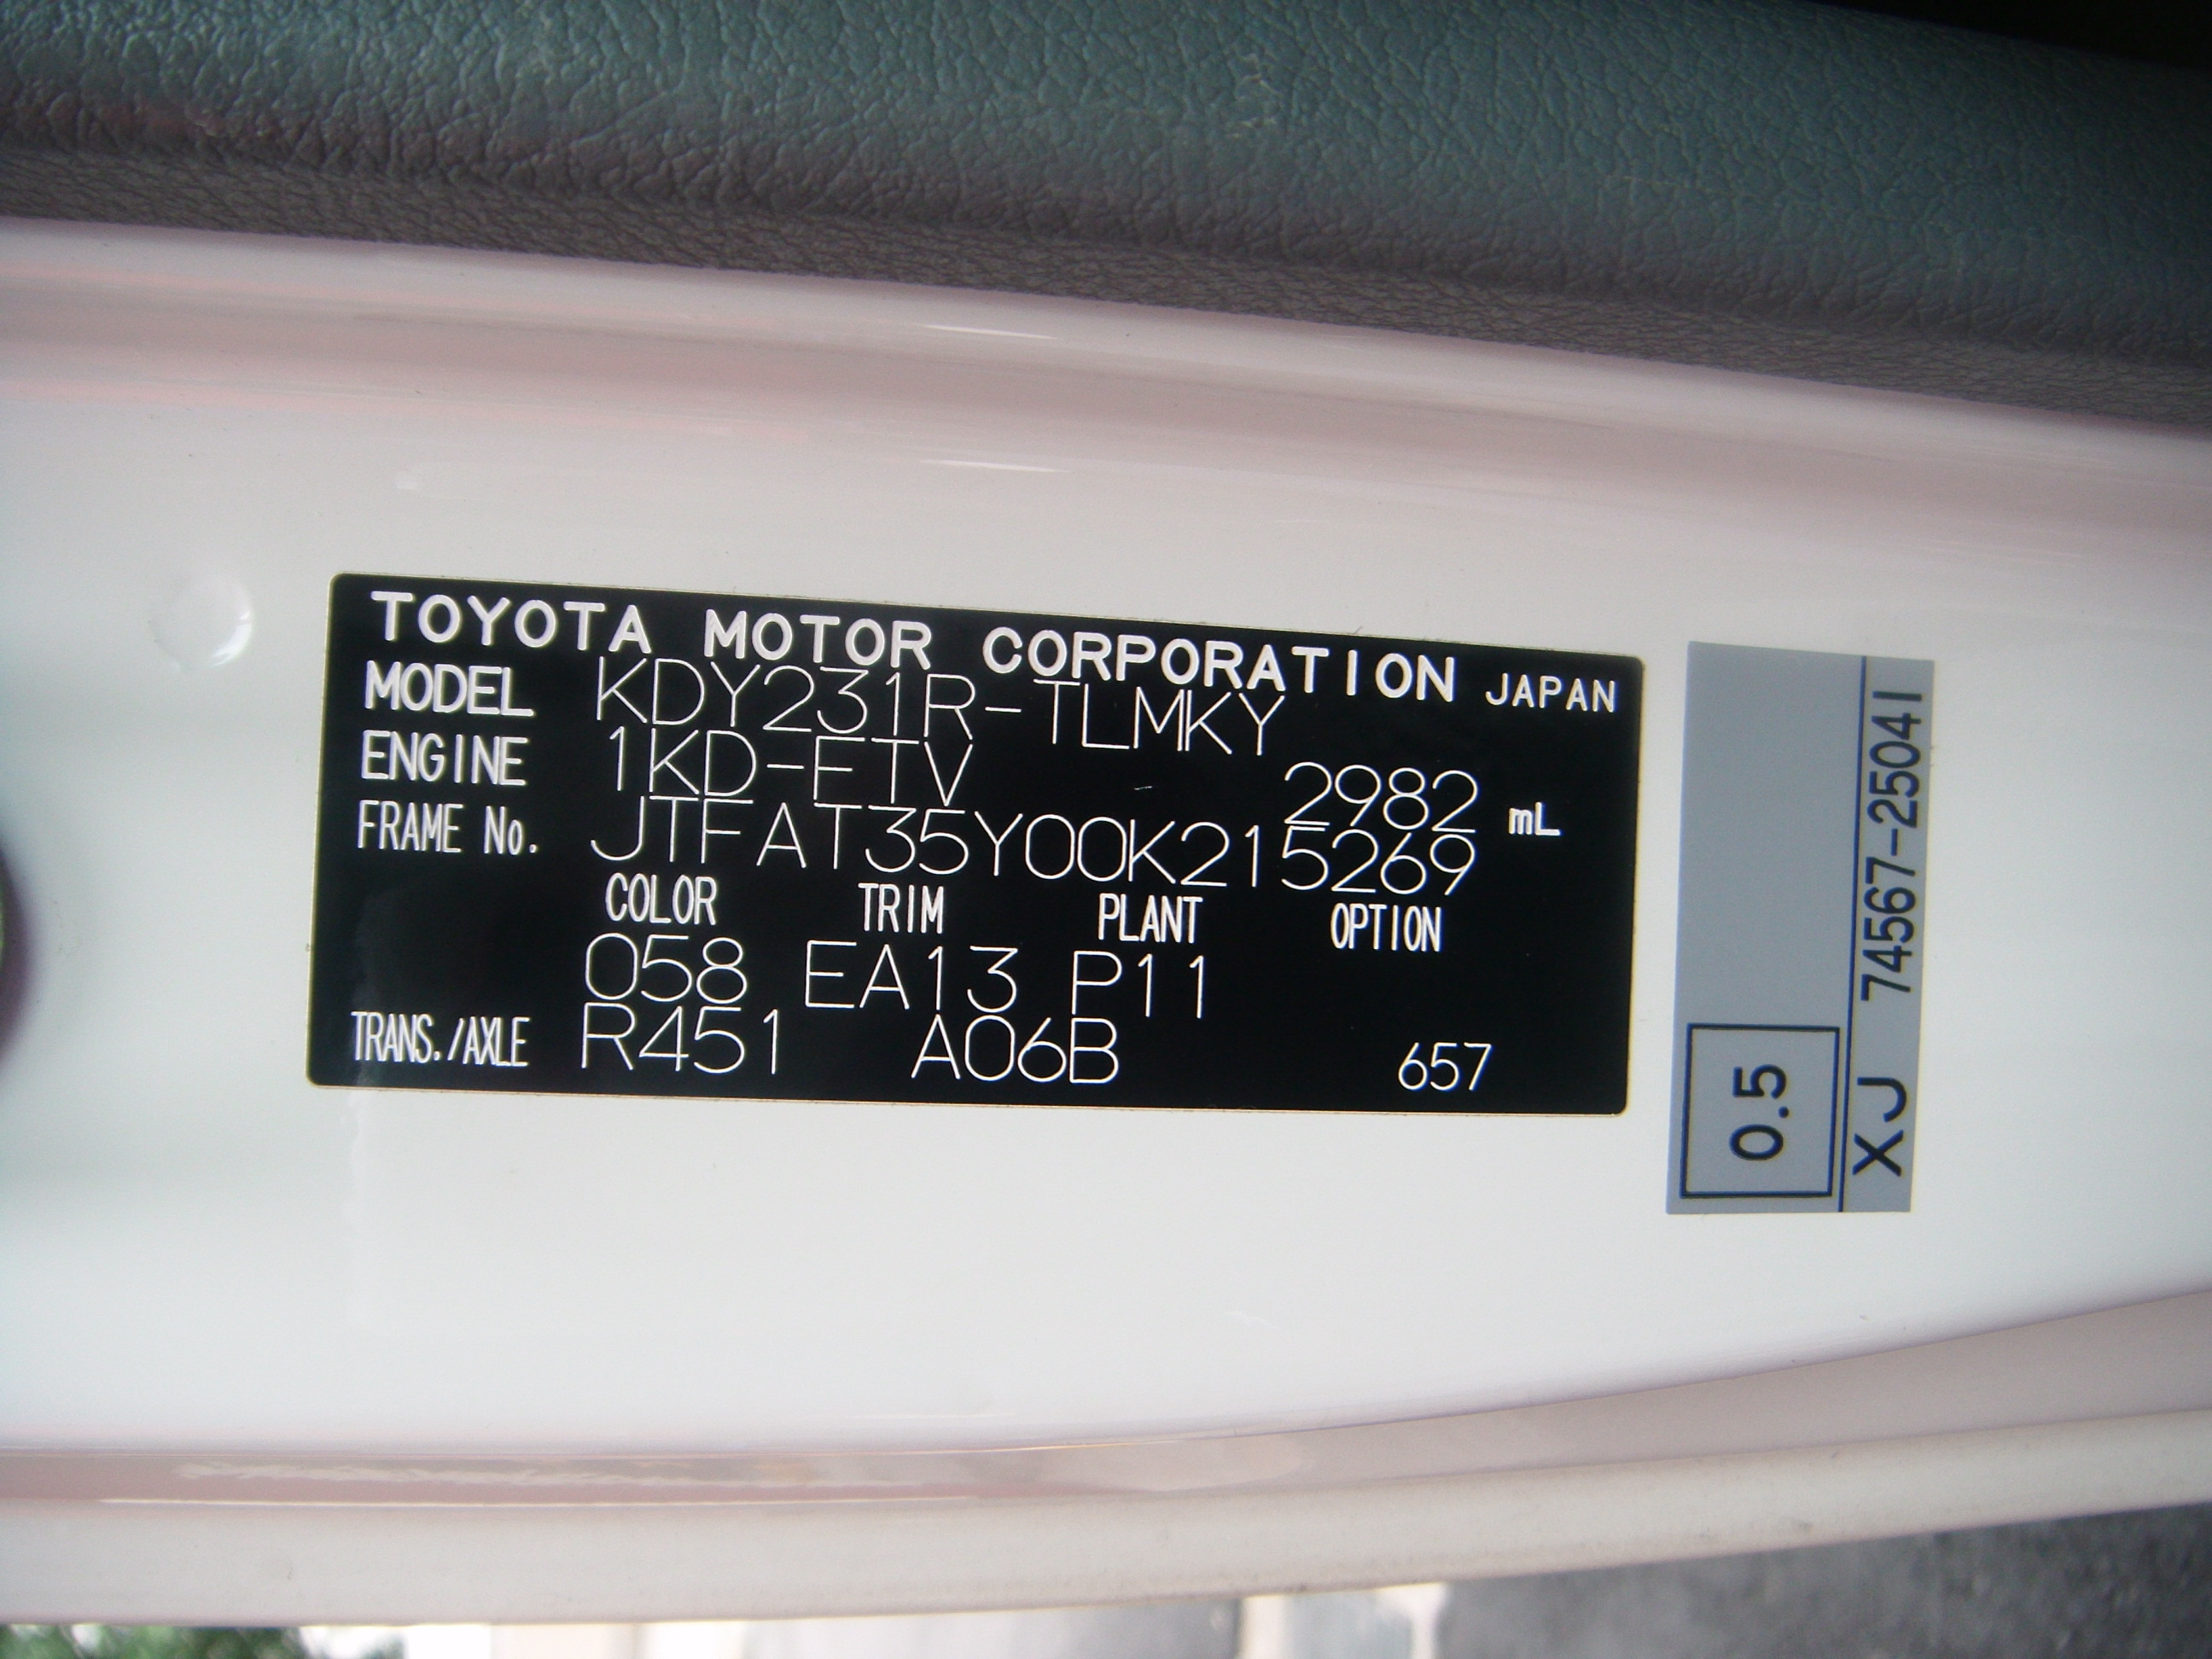 TOYOTA MOTOR CORPORATION JAPAN
MODEL KDY231R-TLMKY
ENGINE 1KD-FTV 2982 mL
FRAME No. JTFAT35Y00K215269
COLOR TRIM PLANT OPTION
058 EA13 P11
TRANS./AXLE R451 A06B 657
0.5
XJ 74567-25041